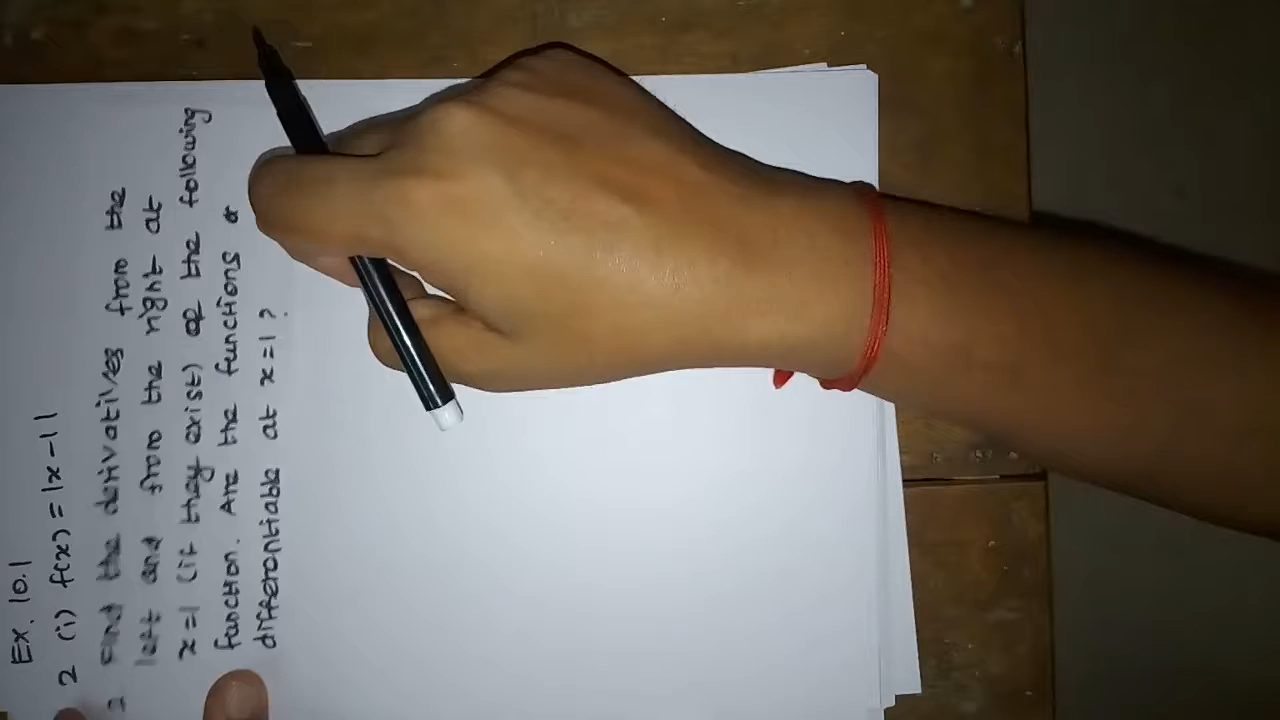 Ex. 10.1
2 (i) f(x) = |x-1|
2 Find the derivatives from the
left and from the right at
x=1 (if they exist) of the following
function. Are the functions
differentiable at x=1?